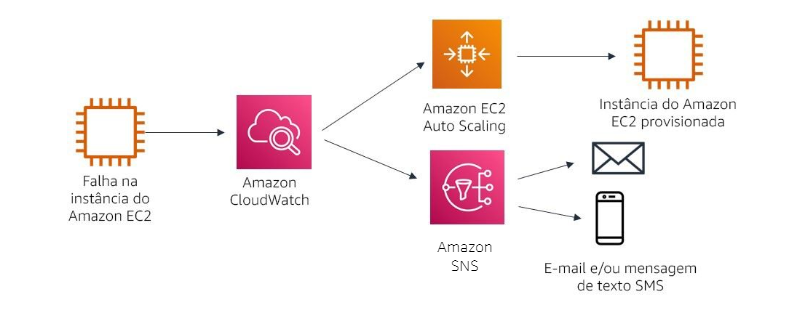 Falha na
instância do
Amazon EC2
Amazon
CloudWatch
Amazon EC2
Auto Scaling
Instância do Amazon
EC2 provisionada
Amazon
SNS
E-mail e/ou mensagem
de texto SMS